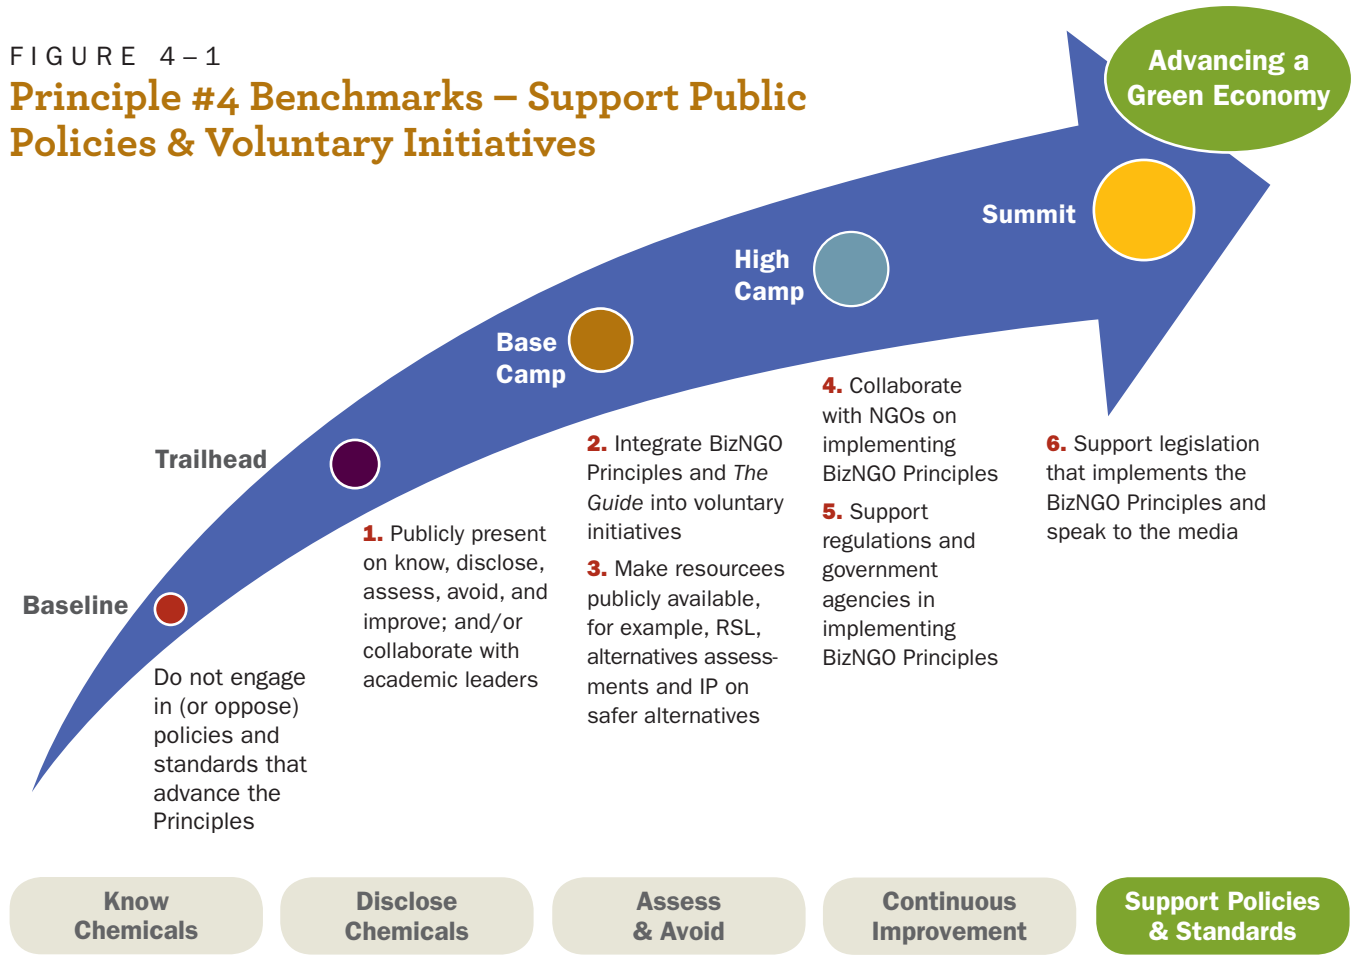 FIGURE 4–1
Principle #4 Benchmarks – Support Public
Policies & Voluntary Initiatives
Advancing a
Green Economy
Summit
High
Camp
Base
Camp
Trailhead
Baseline
Do not engage
in (or oppose)
policies and
standards that
advance the
Principles
1. Publicly present
on know, disclose,
assess, avoid, and
improve; and/or
collaborate with
academic leaders
2. Integrate BizNGO
Principles and The
Guide into voluntary
initiatives
3. Make resourcees
publicly available,
for example, RSL,
alternatives assess-
ments and IP on
safer alternatives
4. Collaborate
with NGOs on
implementing
BizNGO Principles
5. Support
regulations and
government
agencies in
implementing
BizNGO Principles
6. Support legislation
that implements the
BizNGO Principles and
speak to the media
Know
Chemicals
Disclose
Chemicals
Assess
& Avoid
Continuous
Improvement
Support Policies
& Standards